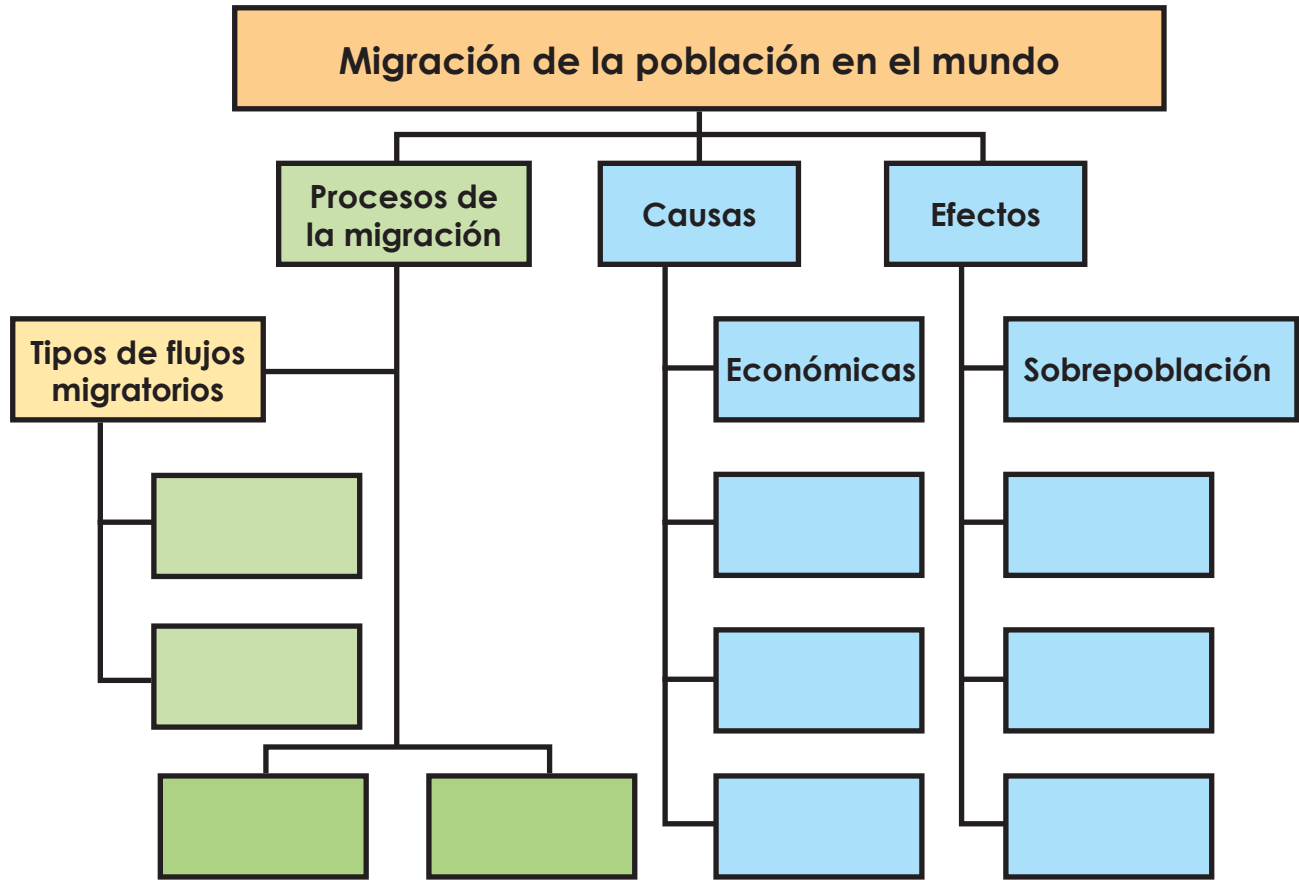 Migración de la población en el mundo
Procesos de
la migración
Causas
Efectos
Tipos de flujos
migratorios
Económicas
Sobrepoblación